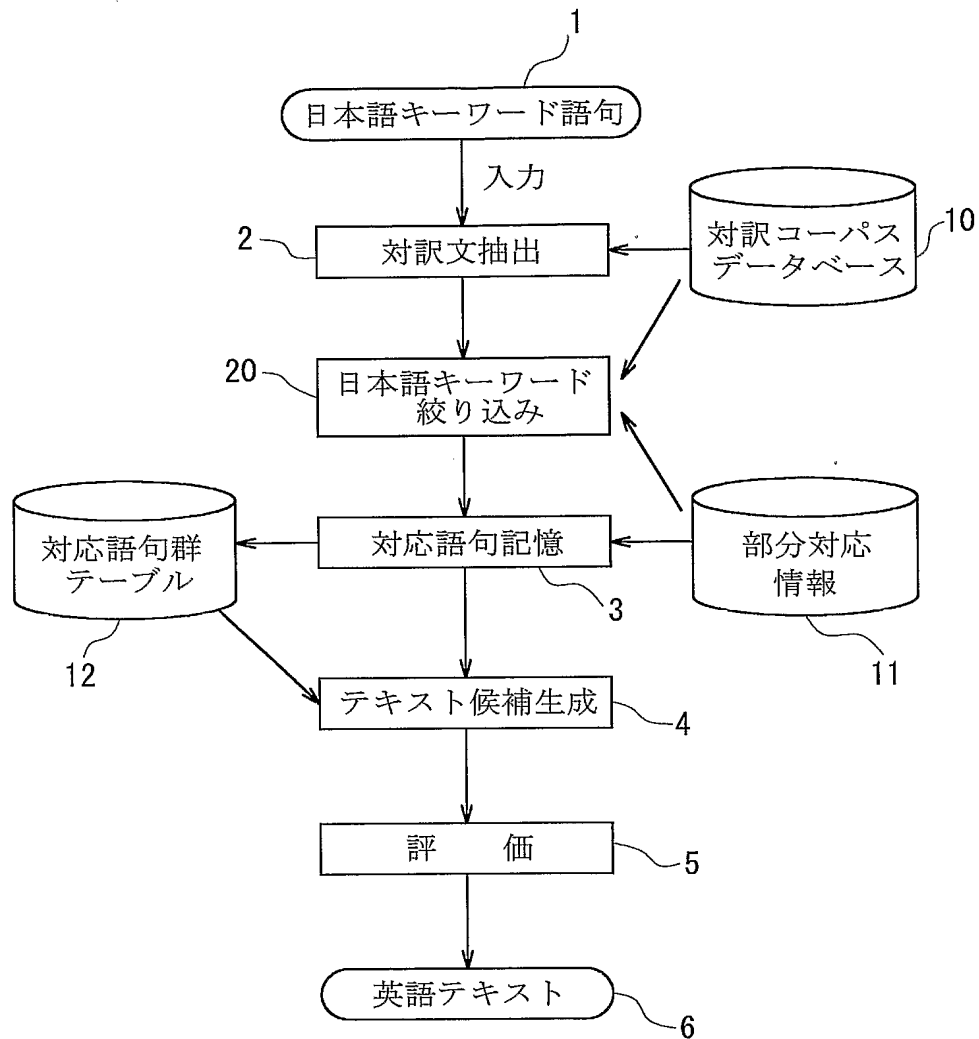 1
日本語キーワード語句
入力
2
対訳文抽出
対訳コーパス
データベース
10
20
日本語キーワード
絞り込み
対応語句群
テーブル
12
対応語句記憶
3
部分対応
情報
11
テキスト候補生成
4
評 価
5
英語テキスト
6